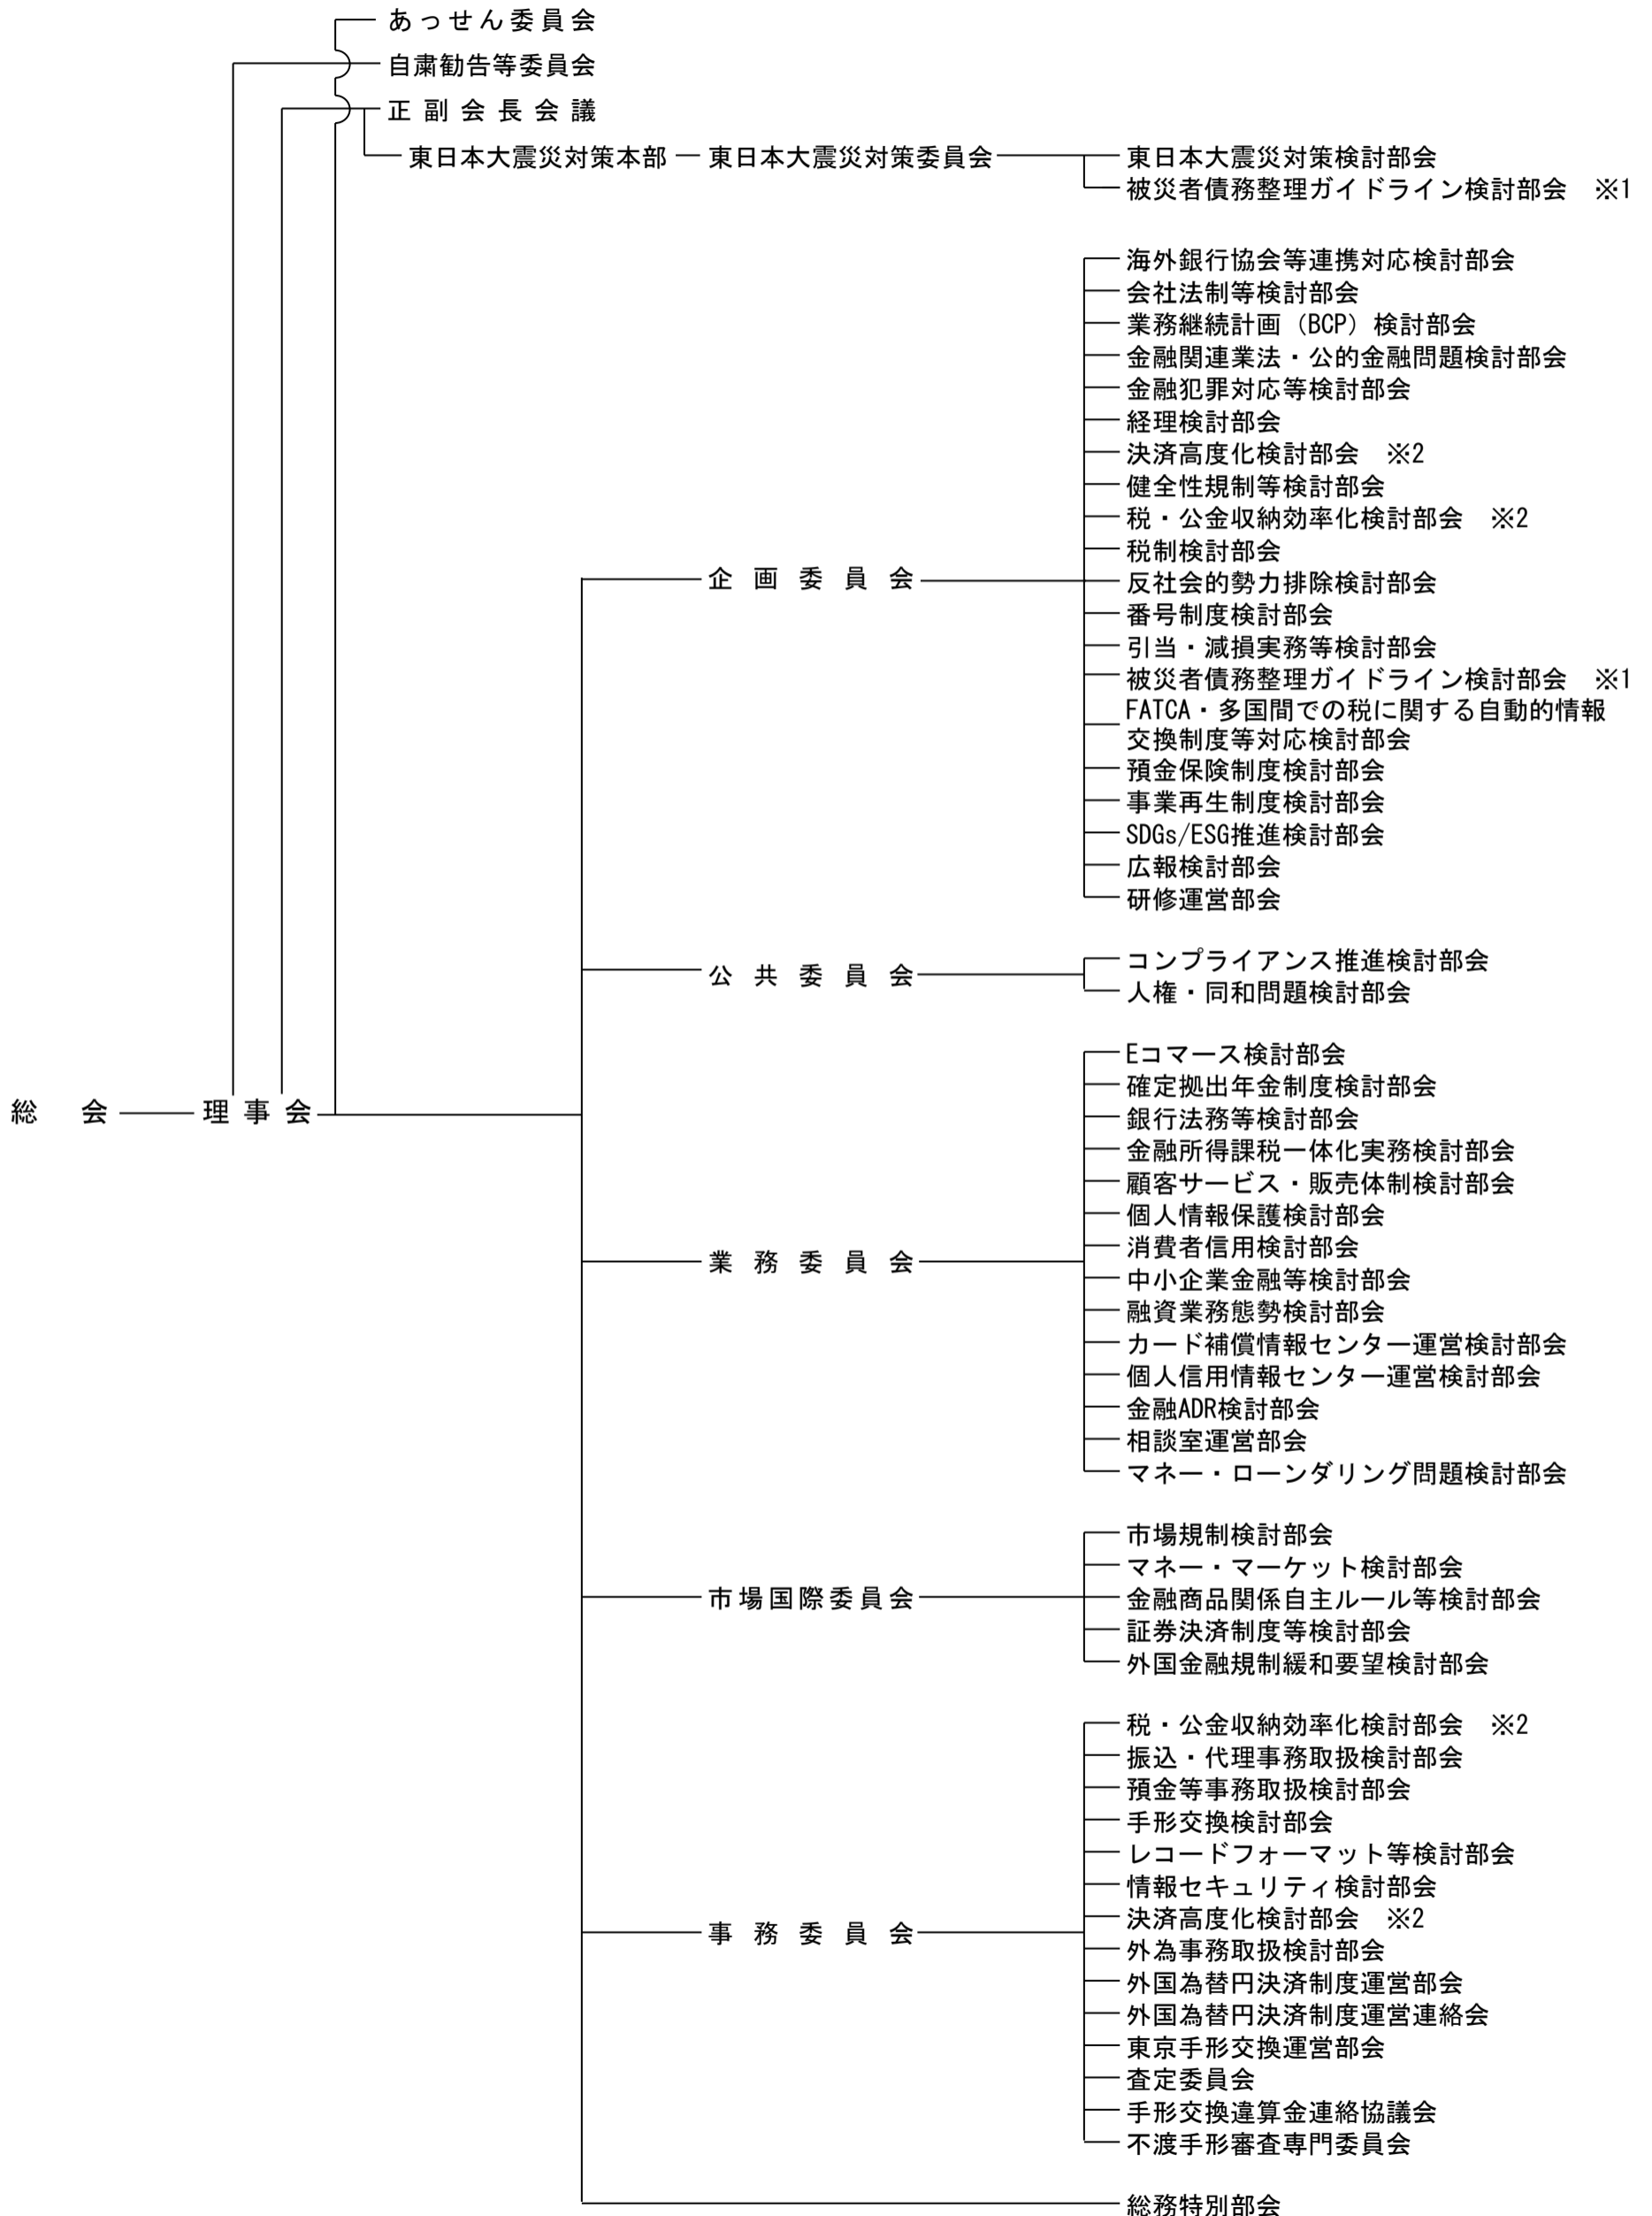 あっせん委員会
自粛勧告等委員会
正副会長会議
東日本大震災対策本部
東日本大震災対策委員会
東日本大震災対策検討部会
被災者債務整理ガイドライン検討部会　※1
海外銀行協会等連携対応検討部会
会社法制等検討部会
業務継続計画（BCP）検討部会
金融関連業法・公的金融問題検討部会
金融犯罪対応等検討部会
経理検討部会
決済高度化検討部会　※2
健全性規制等検討部会
税・公金収納効率化検討部会　※2
税制検討部会
企画委員会
反社会的勢力排除検討部会
番号制度検討部会
引当・減損実務等検討部会
被災者債務整理ガイドライン検討部会　※1
FATCA・多国間での税に関する自動的情報
交換制度等対応検討部会
預金保険制度検討部会
事業再生制度検討部会
SDGs/ESG推進検討部会
広報検討部会
研修運営部会
公共委員会
コンプライアンス推進検討部会
人権・同和問題検討部会
総会
理事会
Eコマース検討部会
確定拠出年金制度検討部会
銀行法務等検討部会
金融所得課税一体化実務検討部会
顧客サービス・販売体制検討部会
個人情報保護検討部会
業務委員会
消費者信用検討部会
中小企業金融等検討部会
融資業務態勢検討部会
カード補償情報センター運営検討部会
個人信用情報センター運営検討部会
金融ADR検討部会
相談室運営部会
マネー・ローンダリング問題検討部会
市場国際委員会
市場規制検討部会
マネー・マーケット検討部会
金融商品関係自主ルール等検討部会
証券決済制度等検討部会
外国金融規制緩和要望検討部会
事務委員会
税・公金収納効率化検討部会　※2
振込・代理事務取扱検討部会
預金等事務取扱検討部会
手形交換検討部会
レコードフォーマット等検討部会
情報セキュリティ検討部会
決済高度化検討部会　※2
外為事務取扱検討部会
外国為替円決済制度運営部会
外国為替円決済制度運営連絡会
東京手形交換運営部会
査定委員会
手形交換違算金連絡協議会
不渡手形審査専門委員会
総務特別部会